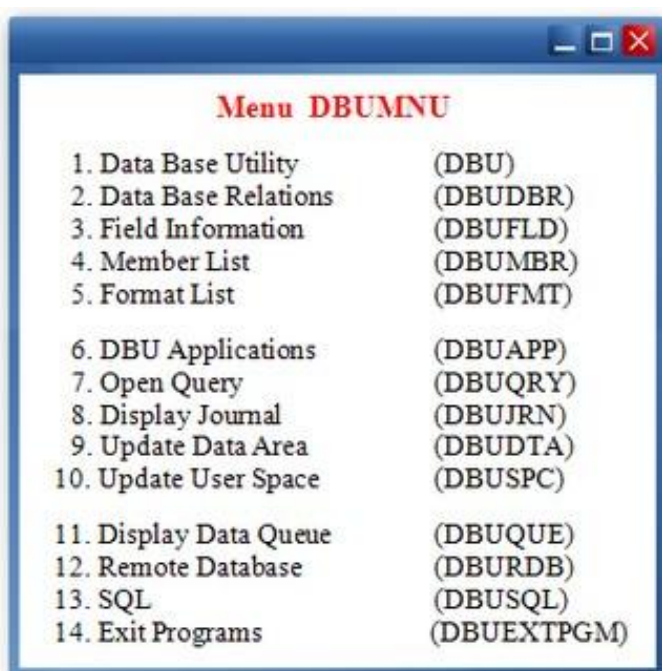 Menu DBUMNU
1. Data Base Utility (DBU)
2. Data Base Relations (DBUDBR)
3. Field Information (DBUFLD)
4. Member List (DBUMBR)
5. Format List (DBUFMT)
6. DBU Applications (DBUAPP)
7. Open Query (DBUQRY)
8. Display Journal (DBUJRN)
9. Update Data Area (DBUDTA)
10. Update User Space (DBUSPC)
11. Display Data Queue (DBUQUE)
12. Remote Database (DBURDB)
13. SQL (DBUSQL)
14. Exit Programs (DBUEXTPGM)